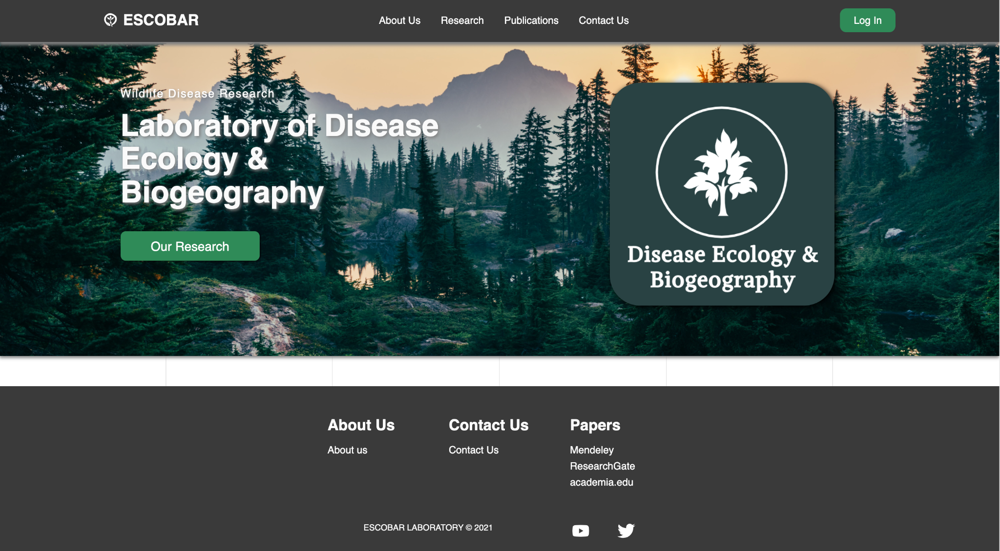 ESCOBAR
About Us Research Publications Contact Us
Log In
Wildlife Disease Research
Laboratory of Disease
Ecology &
Biogeography
Our Research
Disease Ecology &
Biogeography
About Us
About us
Contact Us
Contact Us
Papers
Mendeley
ResearchGate
academia.edu
ESCOBAR LABORATORY © 2021